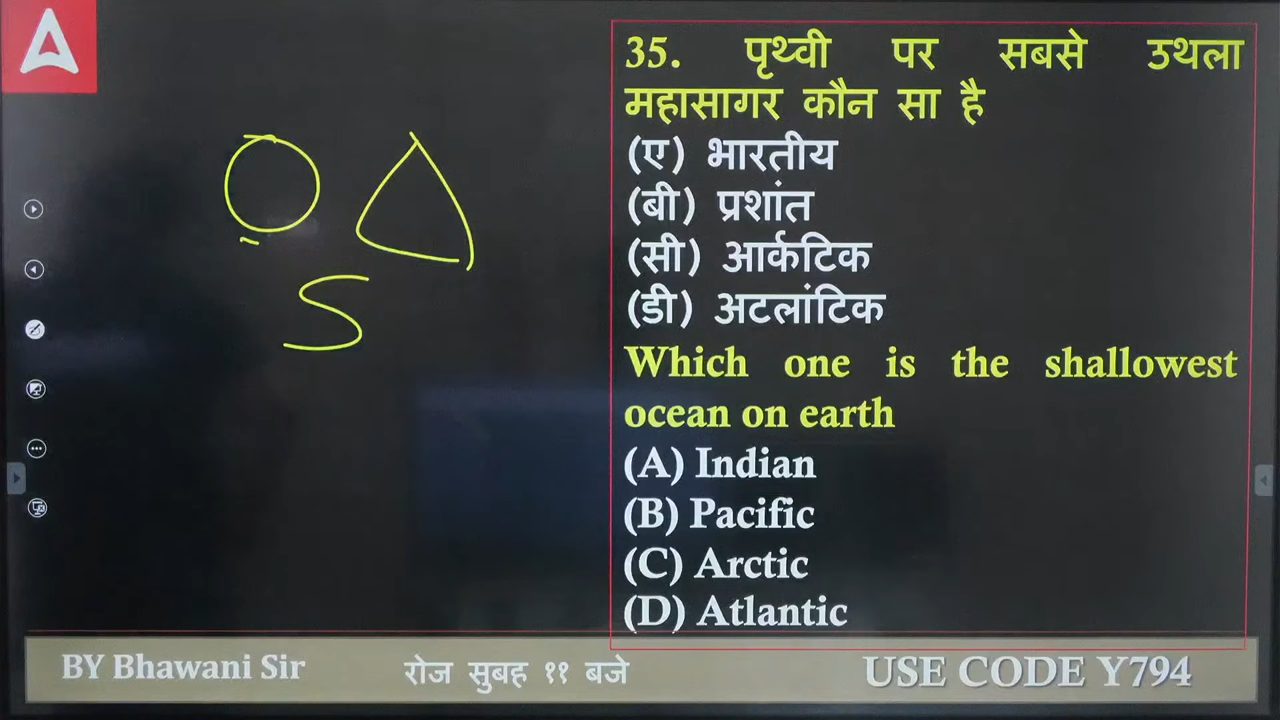 35. पृथ्वी पर सबसे उथला
महासागर कौन सा है
(ए) भारतीय
(बी) प्रशांत
(सी) आर्कटिक
(डी) अटलांटिक
Which one is the shallowest
ocean on earth
(A) Indian
(B) Pacific
(C) Arctic
(D) Atlantic
S
BY Bhawani Sir रोज सुबह ११ बजे USE CODE Y794